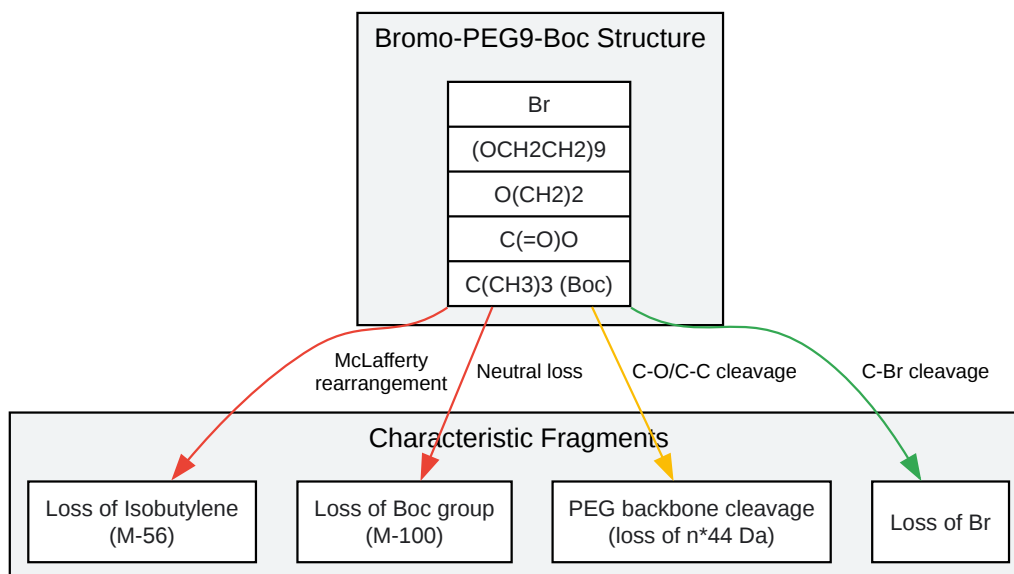 Bromo-PEG9-Boc Structure
Br
(OCH2CH2)9
O(CH2)2
C(=O)O
C(CH3)3 (Boc)
McLafferty
rearrangement
Neutral loss
C-O/C-C cleavage
C-Br cleavage
Characteristic Fragments
Loss of Isobutylene
(M-56)
Loss of Boc group
(M-100)
PEG backbone cleavage
(loss of n*44 Da)
Loss of Br